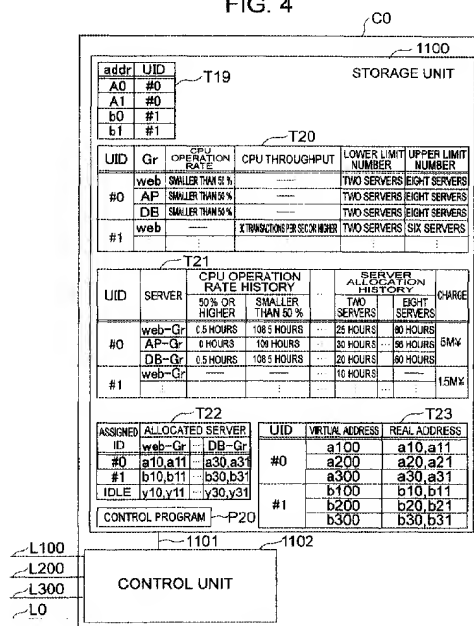 FIG. 4
C0
1100
STORAGE UNIT
addr UID
A0 #0
A1 #0
b0 #1
b1 #1
T19
T20
UID Gr CPU OPERATION RATE CPU THROUGHPUT LOWER LIMIT NUMBER UPPER LIMIT NUMBER
#0 web SMALLER THAN 50 % —— TWO SERVERS EIGHT SERVERS
AP SMALLER THAN 50 % —— TWO SERVERS EIGHT SERVERS
DB SMALLER THAN 50 % —— TWO SERVERS EIGHT SERVERS
#1 web —— X TRANSACTIONS PER SEC OR HIGHER TWO SERVERS SIX SERVERS
T21
UID SERVER CPU OPERATION RATE HISTORY SERVER ALLOCATION HISTORY CHARGE
50% OR HIGHER SMALLER THAN 50 % TWO SERVERS EIGHT SERVERS
#0 web-Gr 0.5 HOURS 108 5 HOURS 25 HOURS 60 HOURS 5M¥
AP-Gr 0 HOURS 109 HOURS 30 HOURS 56 HOURS
DB-Gr 0.5 HOURS 108 5 HOURS 20 HOURS 60 HOURS
#1 web-Gr —— —— 10 HOURS —— 1.5M¥
T22
ASSIGNED ID ALLOCATED SERVER
web-Gr DB-Gr
#0 a10,a11 a30,a31
#1 b10,b11 b30,b31
IDLE y10,y11 y30,y31
T23
UID VIRTUAL ADDRESS REAL ADDRESS
#0 a100 a10,a11
a200 a20,a21
a300 a30,a31
#1 b100 b10,b11
b200 b20,b21
b300 b30,b31
CONTROL PROGRAM P20
1101
1102
L100
L200
L300
L0
CONTROL UNIT